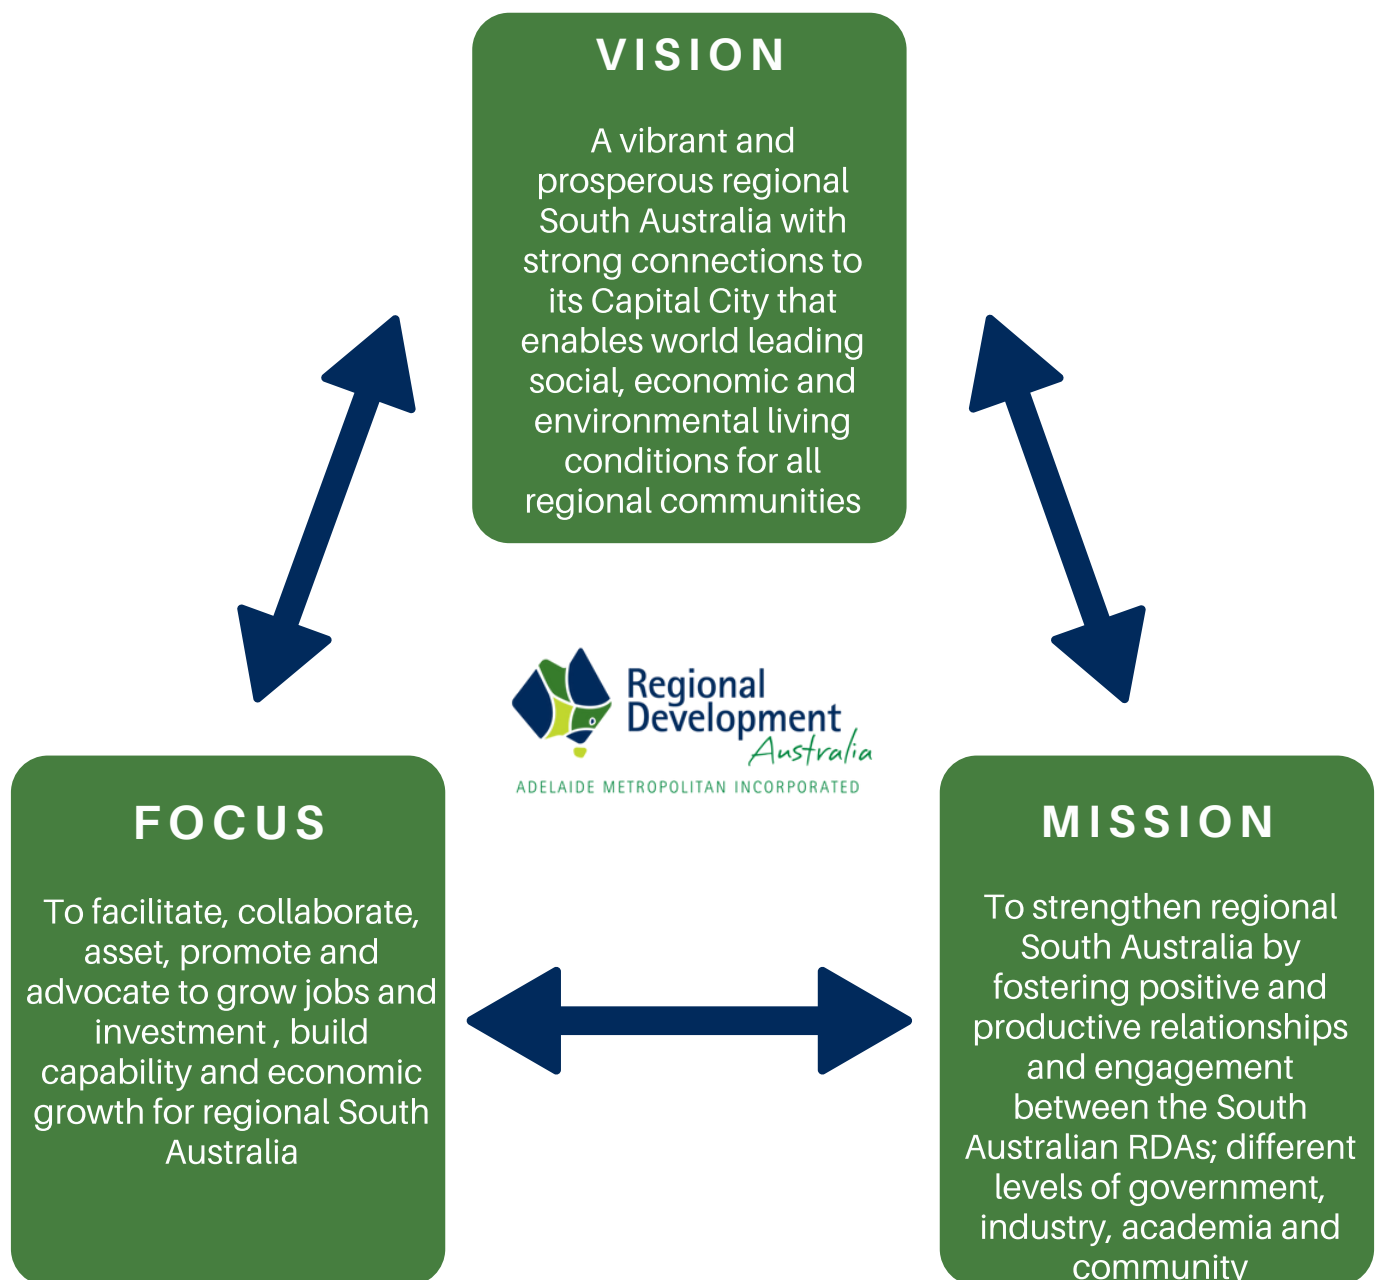 VISION
A vibrant and
prosperous regional
South Australia with
strong connections to
its Capital City that
enables world leading
social, economic and
environmental living
conditions for all
regional communities
Regional
Development
Australia
ADELAIDE METROPOLITAN INCORPORATED
FOCUS
To facilitate, collaborate,
asset, promote and
advocate to grow jobs and
investment , build
capability and economic
growth for regional South
Australia
MISSION
To strengthen regional
South Australia by
fostering positive and
productive relationships
and engagement
between the South
Australian RDAs; different
levels of government,
industry, academia and
community